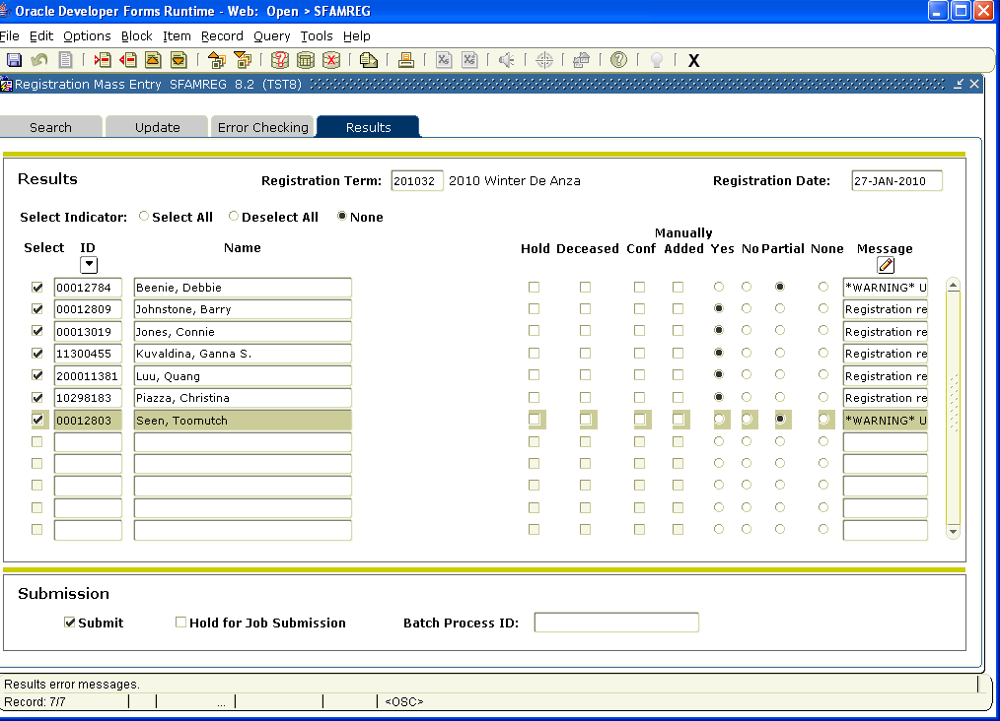 Oracle Developer Forms Runtime - Web: Open > SFAMREG
File Edit Options Block Item Record Query Tools Help
X
Registration Mass Entry SFAMREG 8.2 (TST8)
Search Update Error Checking Results
Results Registration Term: 201032 2010 Winter De Anza Registration Date: 27-JAN-2010
Select Indicator: Select All Deselect All None
Manually
Select ID Name Hold Deceased Conf Added Yes No Partial None Message
00012784 Beenie, Debbie *WARNING* U
00012809 Johnstone, Barry Registration re
00013019 Jones, Connie Registration re
11300455 Kuvaldina, Ganna S. Registration re
200011381 Luu, Quang Registration re
10298183 Piazza, Christina Registration re
00012803 Seen, Toomutch *WARNING* U
Submission
Submit Hold for Job Submission Batch Process ID:
Results error messages.
Record: 7/7 ... <OSC>